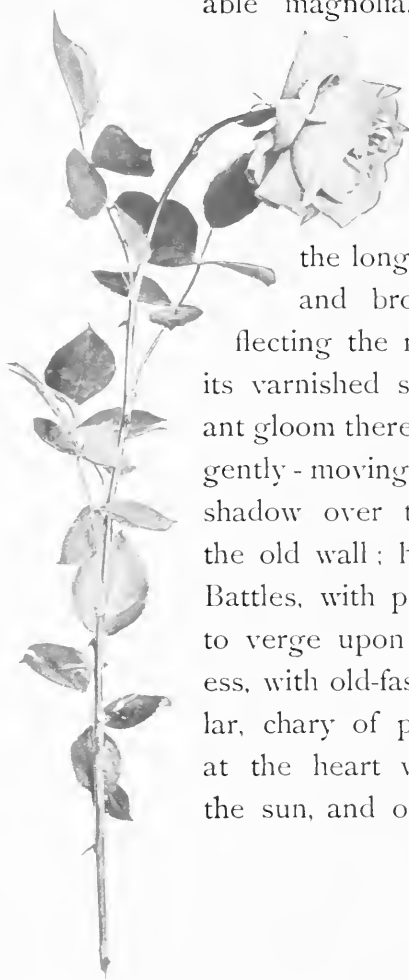 able magnolia.
the long
and bro
flecting the r
its varnished s
ant gloom there
gently - moving
shadow over t
the old wall ; h
Battles, with p
to verge upon
ess, with old-fas
lar, chary of p
at the heart v
the sun, and o